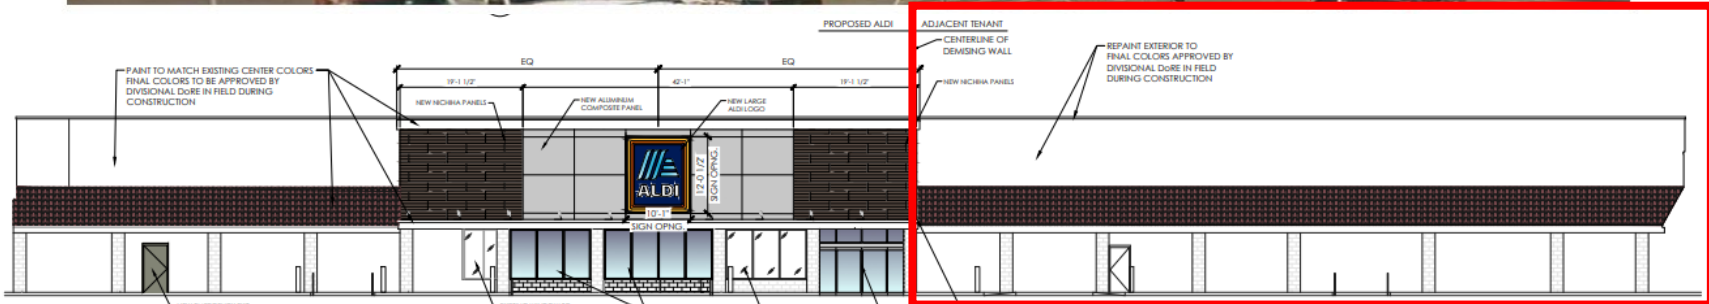 PROPOSED ALDI
ADJACENT TENANT
CENTERLINE OF
DEMISING WALL
PAINT TO MATCH EXISTING CENTER COLORS
FINAL COLORS TO BE APPROVED BY
DIVISIONAL DoRE IN FIELD DURING
CONSTRUCTION
EQ
EQ
REPAINT EXTERIOR TO
FINAL COLORS APPROVED BY
DIVISIONAL DoRE IN FIELD
DURING CONSTRUCTION
19'-1 1/2"
42'-1"
19'-1 1/2"
NEW NICHIHA PANELS
NEW ALUMINUM
COMPOSITE PANEL
NEW LARGE
ALDI LOGO
NEW NICHIHA PANELS
ALDI
12'-0 1/2"
SIGN OPNG.
10'-1"
SIGN OPNG.